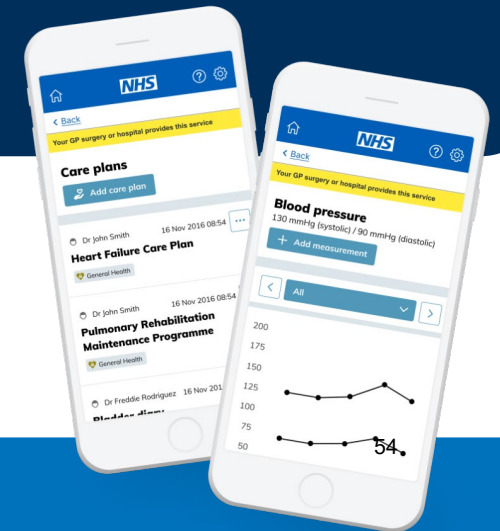 NHS
< Back
Your GP surgery or hospital provides this service
Care plans
Add care plan
Dr John Smith 16 Nov 2016 08:54
Heart Failure Care Plan
General Health
Dr John Smith 16 Nov 2016 08:54
Pulmonary Rehabilitation
Maintenance Programme
General Health
Dr Freddie Rodriguez 16 Nov 201
Bladder diary
NHS
< Back
Your GP surgery or hospital provides this service
Blood pressure
130 mmHg (systolic) / 90 mmHg (diastolic)
+ Add measurement
< All >
200
175
150
125
100
75
50
54